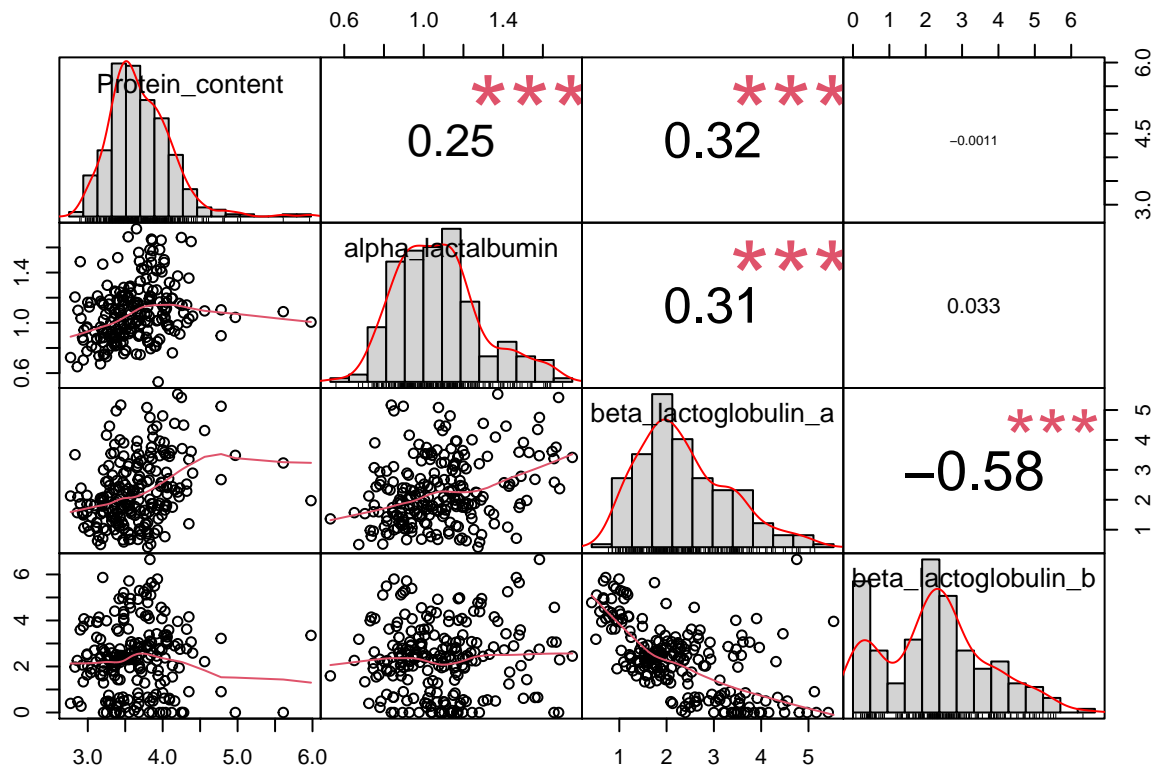 0.6 1.0 1.4 0 1 2 3 4 5 6
Protein_content
***
0.25
***
0.32
−0.0011
3.0 4.5 6.0
0.6 1.0 1.4
alpha_lactalbumin
***
0.31
0.033
beta_lactoglobulin_a
***
−0.58
1 2 3 4 5
0 2 4 6
beta_lactoglobulin_b
3.0 4.0 5.0 6.0 1 2 3 4 5